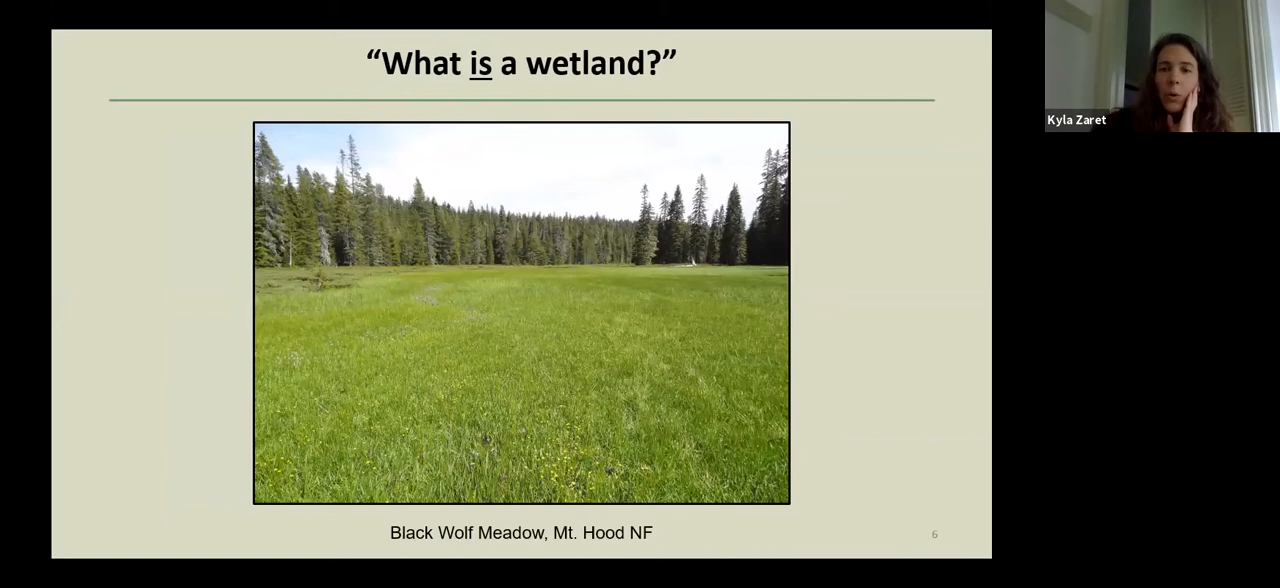 “What is a wetland?”
Kyla Zaret
Black Wolf Meadow, Mt. Hood NF
6